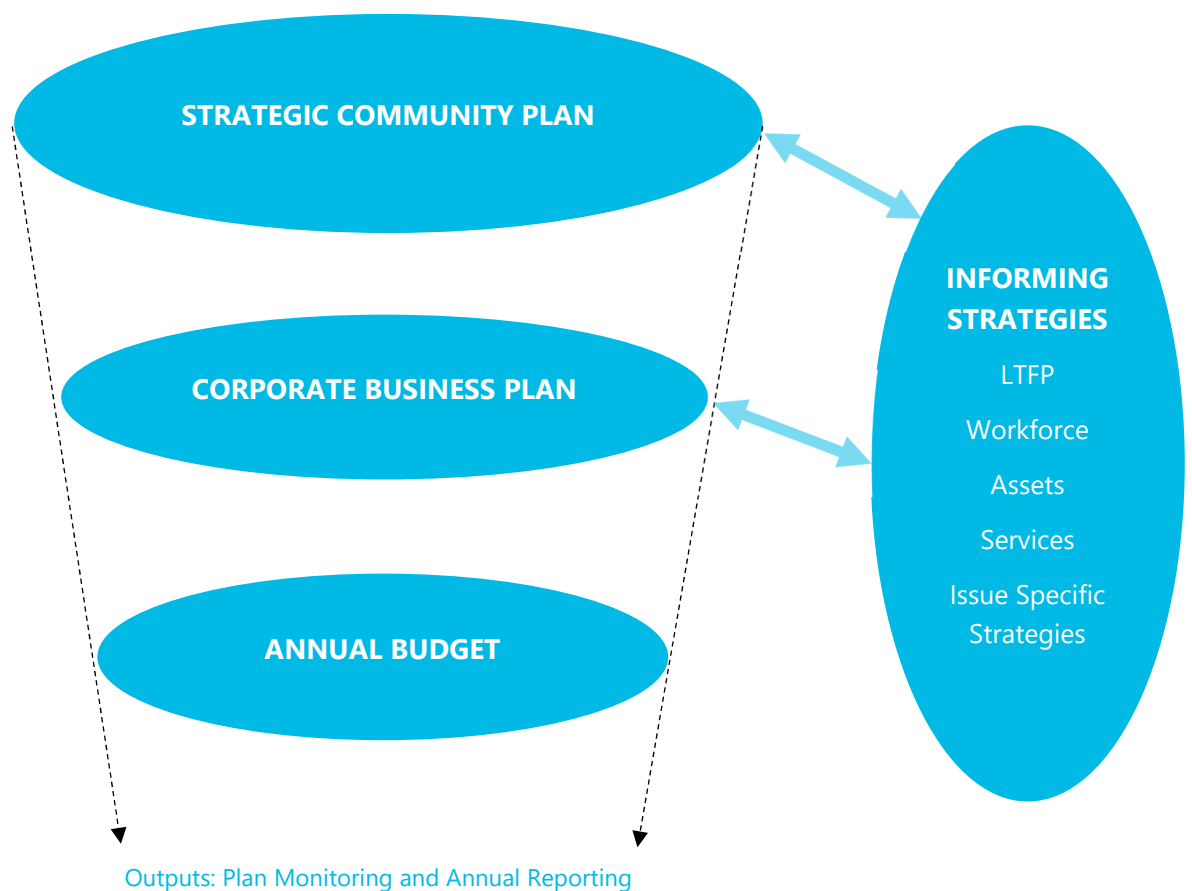 STRATEGIC COMMUNITY PLAN
CORPORATE BUSINESS PLAN
ANNUAL BUDGET
INFORMING
STRATEGIES
LTFP
Workforce
Assets
Services
Issue Specific
Strategies
Outputs: Plan Monitoring and Annual Reporting